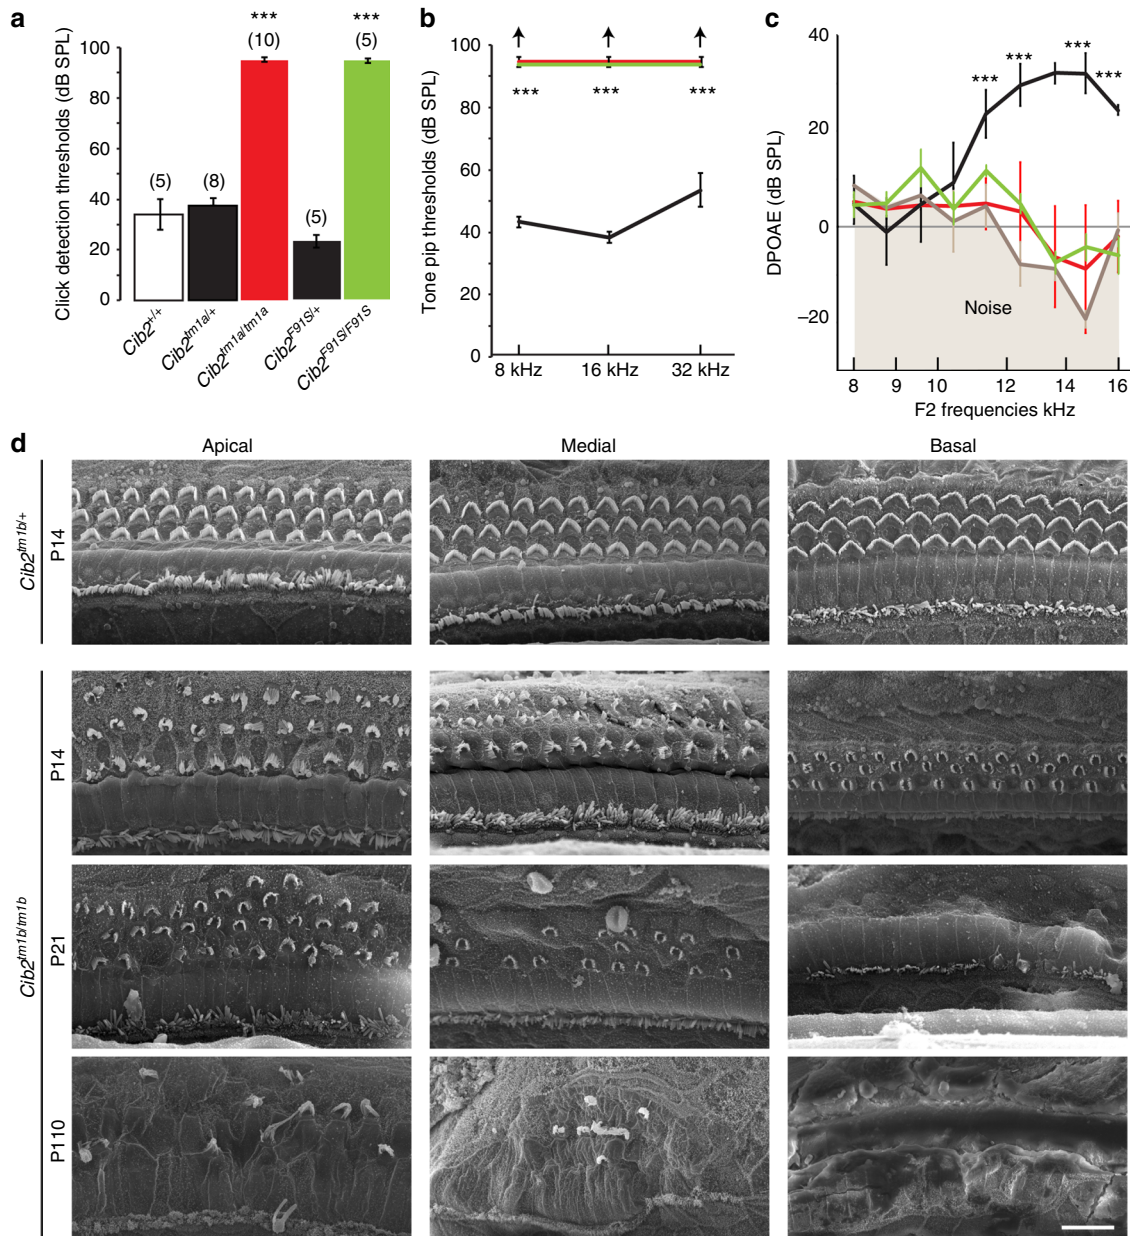 a
Click detection thresholds (dB SPL)
100
80
60
40
20
0
(5)
(8)
***
(10)
(5)
***
(5)
Cib2+/+
Cib2tm1a/+
Cib2tm1a/tm1a
Cib2F91S/+
Cib2F91S/F91S
b
Tone pip thresholds (dB SPL)
100
80
60
40
20
0
*** *** ***
8 kHz 16 kHz 32 kHz
c
DPOAE (dB SPL)
40
20
0
–20
***
***
***
***
Noise
8 9 10 12 14 16
F2 frequencies kHz
d
Apical Medial Basal
Cib2tm1b/+
P14
Cib2tm1b/tm1b
P14
P21
P110